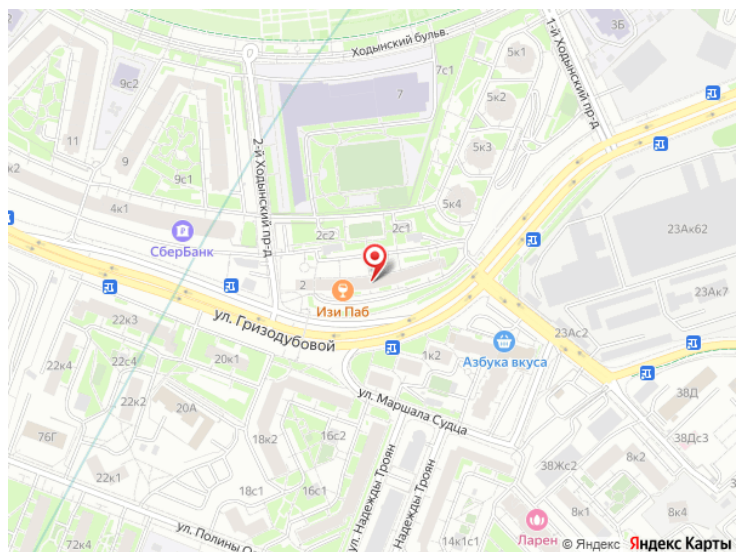 Ходынский бульв.
1-й Ходынский пр-д
3Б
5к1
7с1
9с2
7
5к2
11
2-й Ходынский пр-д
5к3
9
9с1
4к1
5к4
2с2
2с1
23Ак62
СберБанк
2
Изи Паб
23Ак7
22к3
ул. Гризодубовой
23Ас2
22к4
22с4
20к1
1к2
Азбука вкуса
38Д
22к2
20А
ул. Маршала Судца
76Г
18к2
16с2
38Дс3
ул. Надежды Троян
ул. Надежды Троян
8к2
38Жс2
22к1
18с1
16с1
8к1
8к4
ул. Полины О
Ларен
72к4
14к1с1
© Яндекс Яндекс Карты